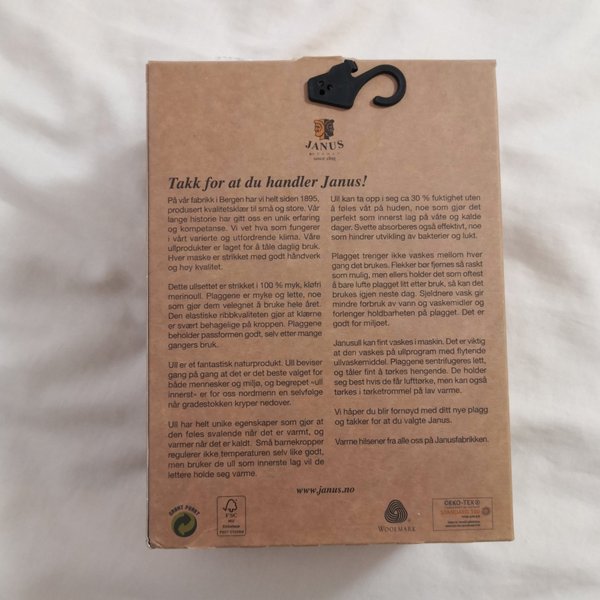 JANUS
since 1895
Takk for at du handler Janus!
På vår fabrikk i Bergen har vi helt siden 1895,
produsert kvalitetsklær til små og store. Vår
lange historie har gitt oss en unik erfaring
og kompetanse. Vi vet hva som fungerer
i vårt varierte og utfordrende klima. Våre
ullprodukter er laget for å tåle daglig bruk.
Hver maske er strikket med godt håndverk
og høy kvalitet.
Dette ullsettet er strikket i 100 % myk, kløfri
merinoull. Plaggene er myke og lette, noe
som gjør dem velegnet å bruke hele året.
Den elastiske ribbkvaliteten gjør at klærne
er svært behagelige på kroppen. Plaggene
beholder passformen godt, selv etter mange
gangers bruk.
Ull er et fantastisk naturprodukt. Ull beviser
gang på gang at det er det beste valget for
både mennesker og miljø, og begrepet «ull
innerst» er for oss nordmenn en selvfølge
når gradestokken kryper nedover.
Ull har helt unike egenskaper som gjør at
den føles svalende når det er varmt, og
varmer når det er kaldt. Små barnekropper
regulerer ikke temperaturen selv like godt,
men bruker de ull som innerste lag vil de
lettere holde seg varme.
Ull kan ta opp i seg ca 30 % fuktighet uten
å føles våt på huden, noe som gjør det
perfekt som innerst lag på våte og kalde
dager. Svette absorberes også effektivt, noe
som hindrer utvikling av bakterier og lukt.
Plagget trenger ikke vaskes mellom hver
gang det brukes. Flekker bør fjernes så raskt
som mulig, men ellers holder det som oftest
å bare lufte plagget litt etter bruk, så kan det
brukes igjen neste dag. Sjeldnere vask gir
mindre forbruk av vann og vaskemidler og
forlenger holdbarheten på plagget. Det er
godt for miljøet.
Janusull kan fint vaskes i maskin. Det er viktig
at den vaskes på ullprogram med flytende
ullvaskemiddel. Plaggene sentrifugeres lett,
og tåler fint å tørkes hengende. De holder
seg best hvis de får lufttørke, men kan også
tørkes i tørketrommel på lav varme.
Vi håper du blir fornøyd med ditt nye plagg
og takker for at du valgte Janus.
Varme hilsener fra alle oss på Janusfabrikken.
www.janus.no
GRØNT PUNKT
FSC
WOOLMARK
OEKO-TEX®
STANDARD 100